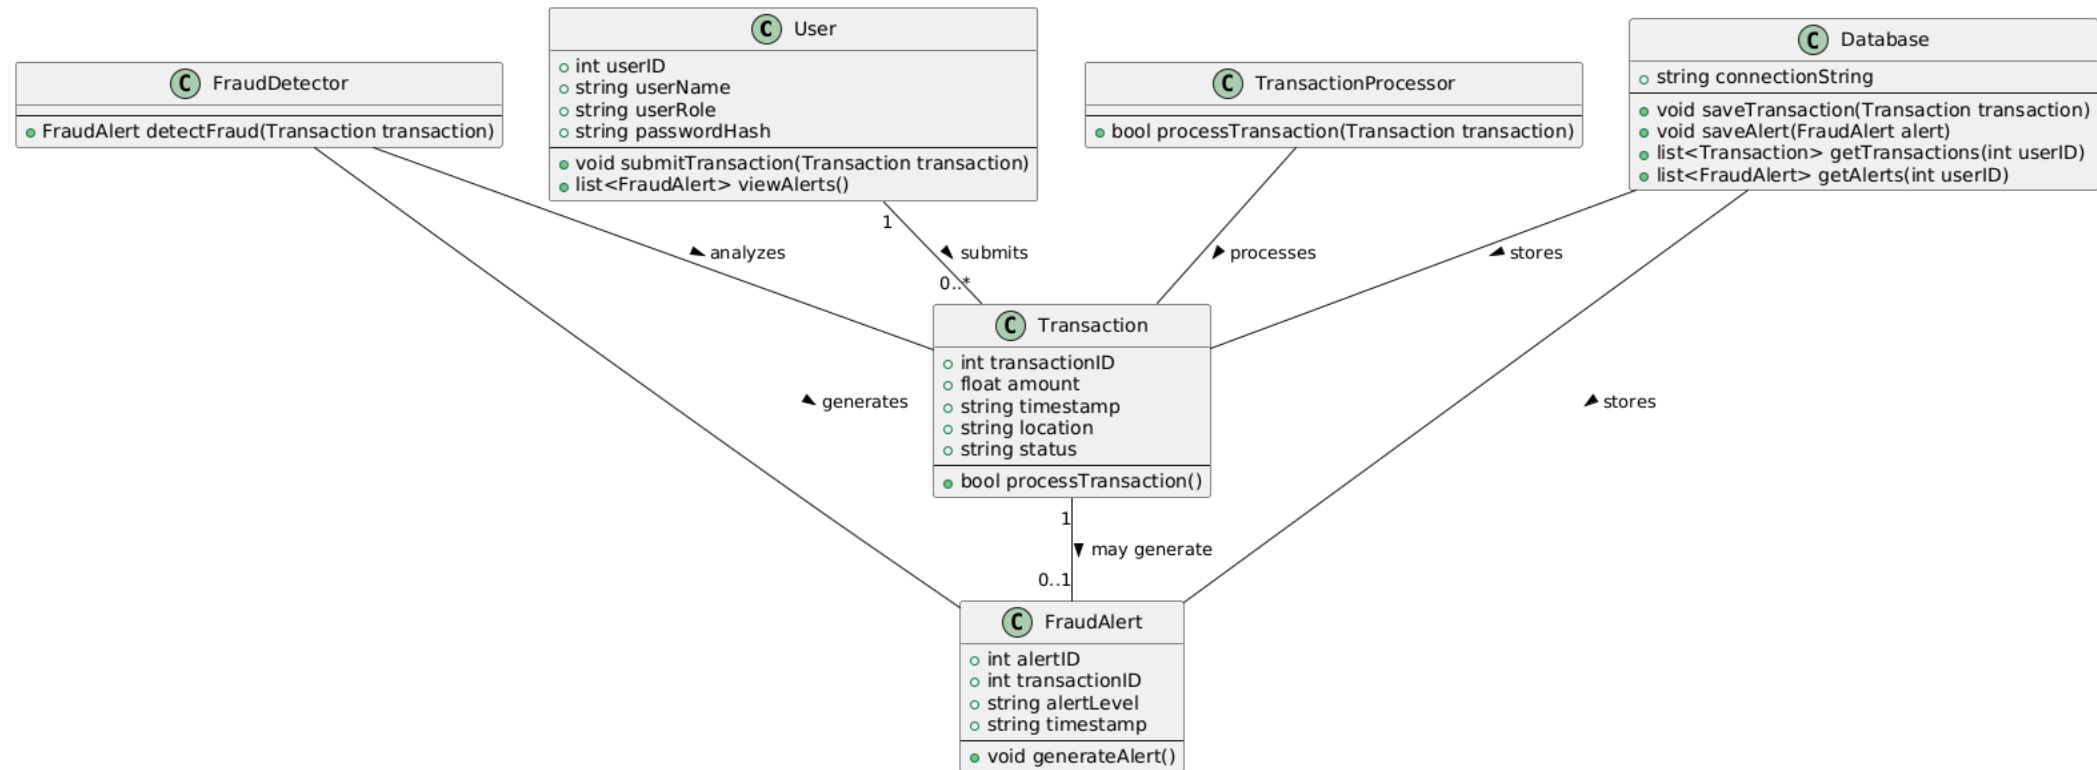 C FraudDetector
FraudAlert detectFraud(Transaction transaction)
C User
int userID
string userName
string userRole
string passwordHash
void submitTransaction(Transaction transaction)
list<FraudAlert> viewAlerts()
C TransactionProcessor
bool processTransaction(Transaction transaction)
C Database
string connectionString
void saveTransaction(Transaction transaction)
void saveAlert(FraudAlert alert)
list<Transaction> getTransactions(int userID)
list<FraudAlert> getAlerts(int userID)
1
analyzes
submits
processes
stores
0..*
C Transaction
int transactionID
float amount
string timestamp
string location
string status
bool processTransaction()
generates
stores
1
may generate
0..1
C FraudAlert
int alertID
int transactionID
string alertLevel
string timestamp
void generateAlert()